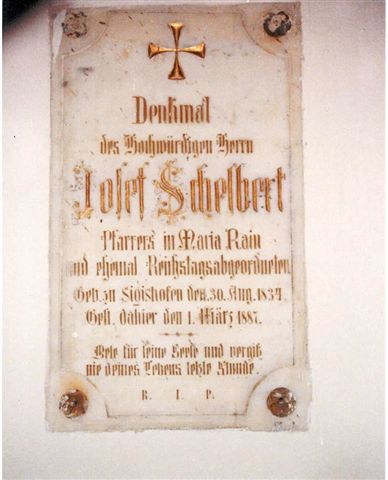 Denkmal
des Hochwürdigen Herrn
Josef Schelbert
Pfarrers in Maria Rain
und ehemal Reichstagsabgeordneten
Geb. zu Sigishofen den 30. Aug. 1834
Gest. dahier den 1. März 1887.
Bete für seine Seele und vergiß
nie deines Lebens letzte Stunde.
R. I. P.